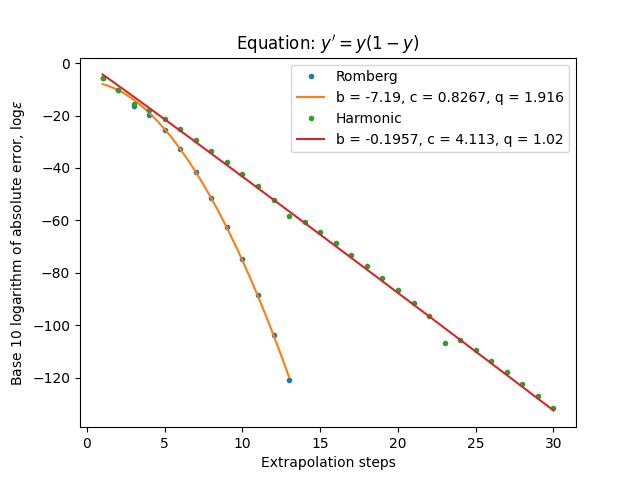 Equation: y' = y(1 − y)
Base 10 logarithm of absolute error, logε
0
−20
−40
−60
−80
−100
−120
Romberg
b = -7.19, c = 0.8267, q = 1.916
Harmonic
b = -0.1957, c = 4.113, q = 1.02
0 5 10 15 20 25 30
Extrapolation steps